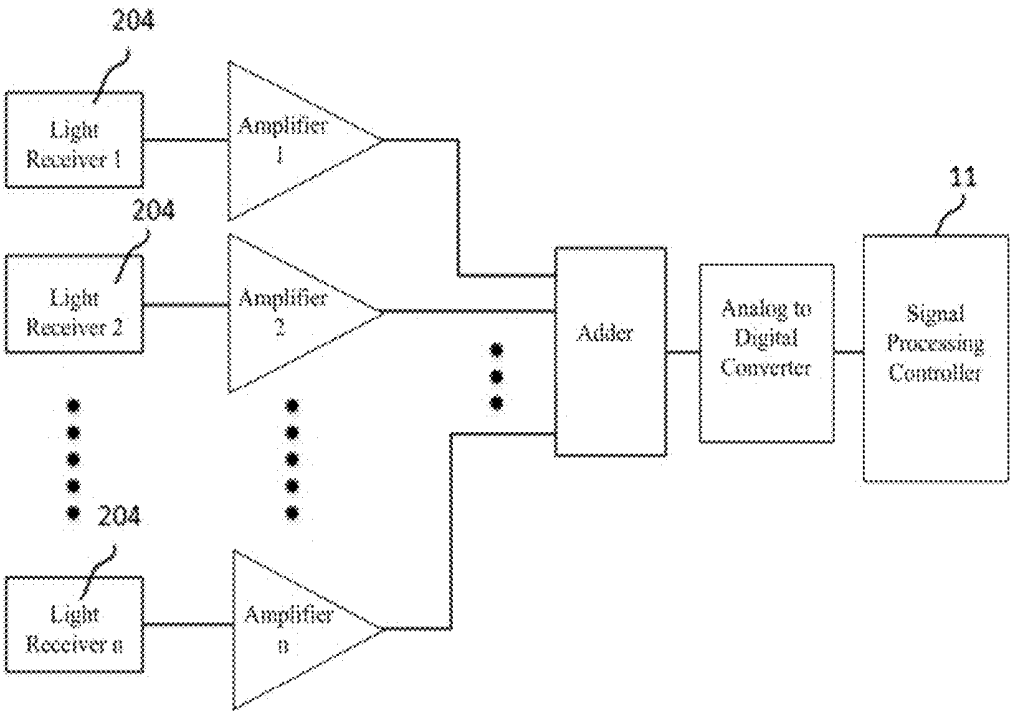 204
Light
Receiver 1
Amplifier
1
204
Light
Receiver 2
Amplifier
2
204
Light
Receiver n
Amplifier
n
Adder
Analog to
Digital
Converter
11
Signal
Processing
Controller